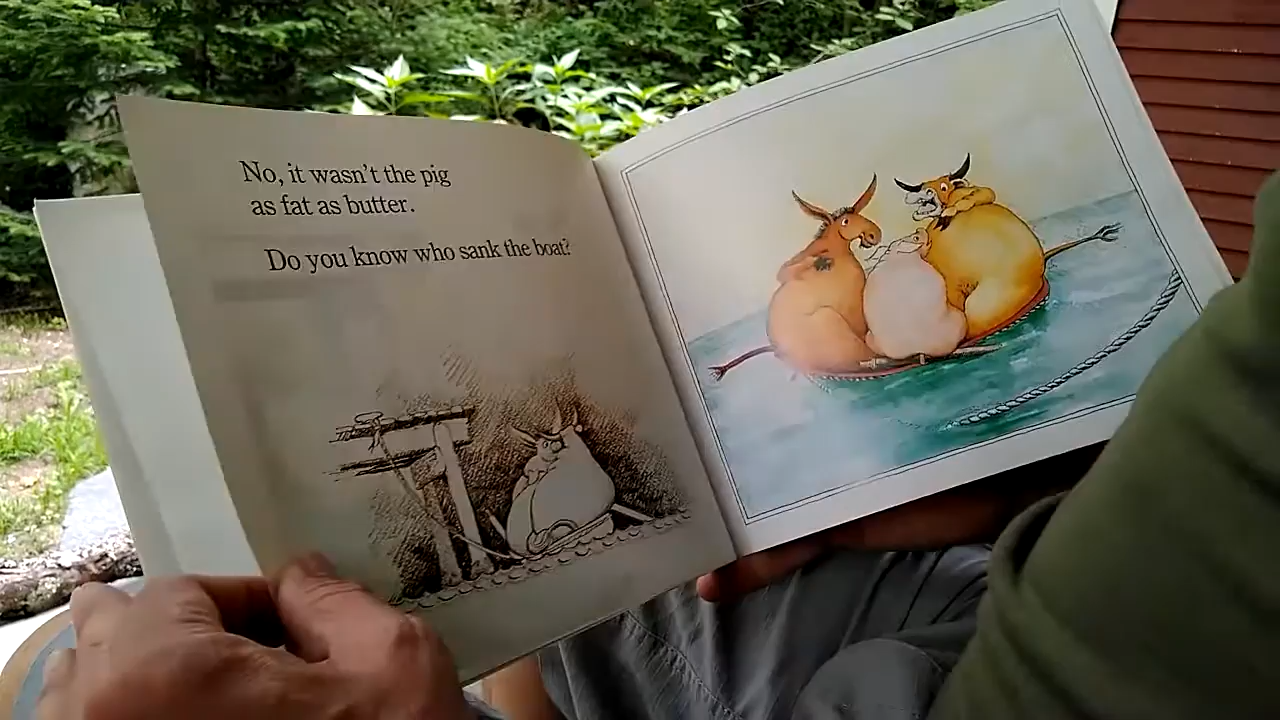 No, it wasn't the pig
as fat as butter.
Do you know who sank the boat?